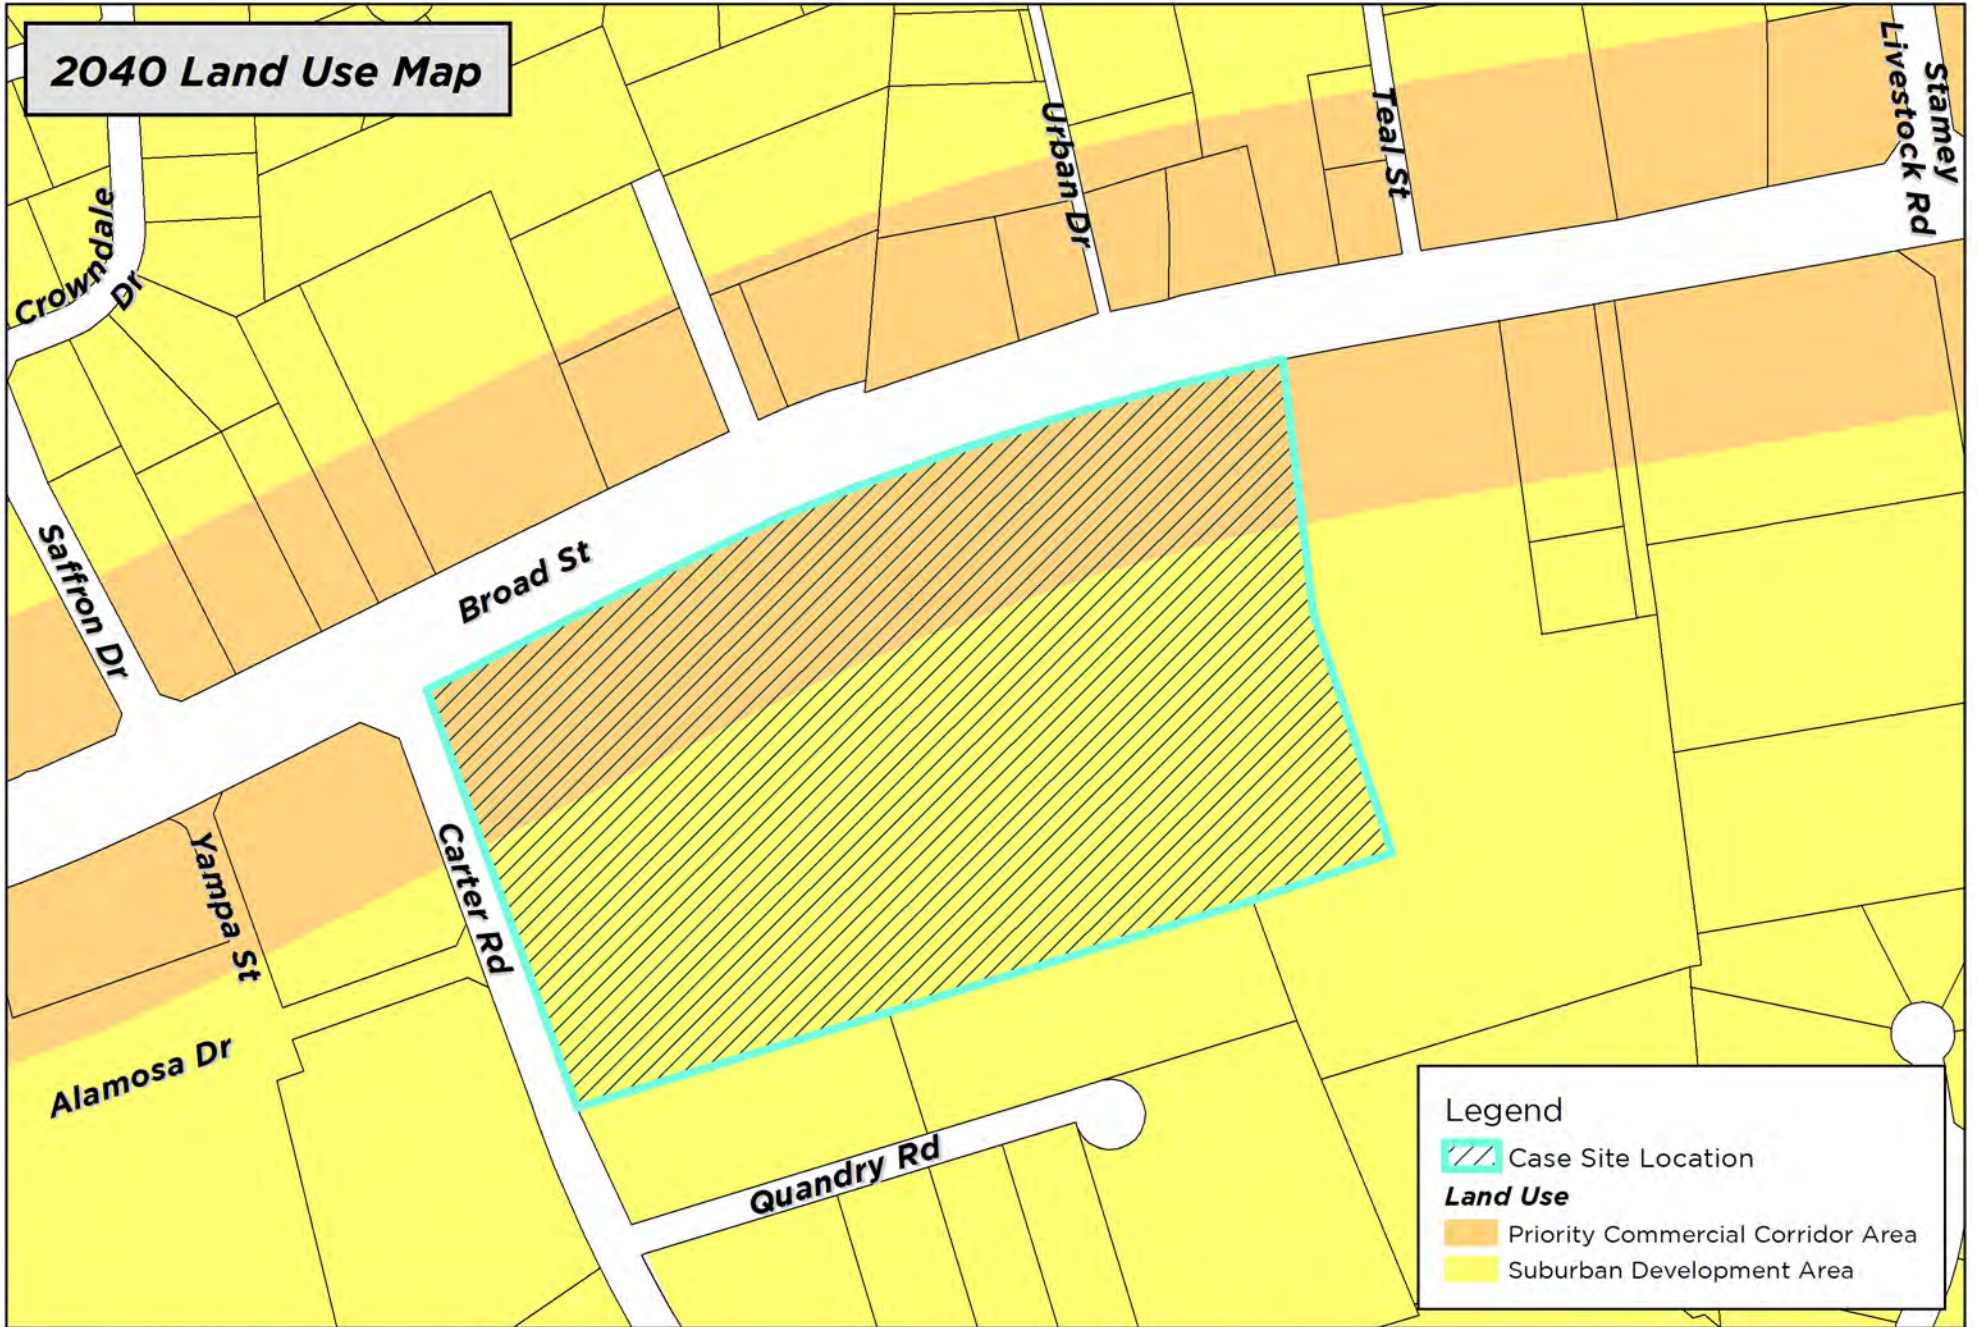 2040 Land Use Map
Stamey
Livestock Rd
Teal St
Urban Dr
Crowndale
Dr
Saffron Dr
Broad St
Yampa St
Carter Rd
Alamosa Dr
Quandry Rd
Legend
Case Site Location
Land Use
Priority Commercial Corridor Area
Suburban Development Area